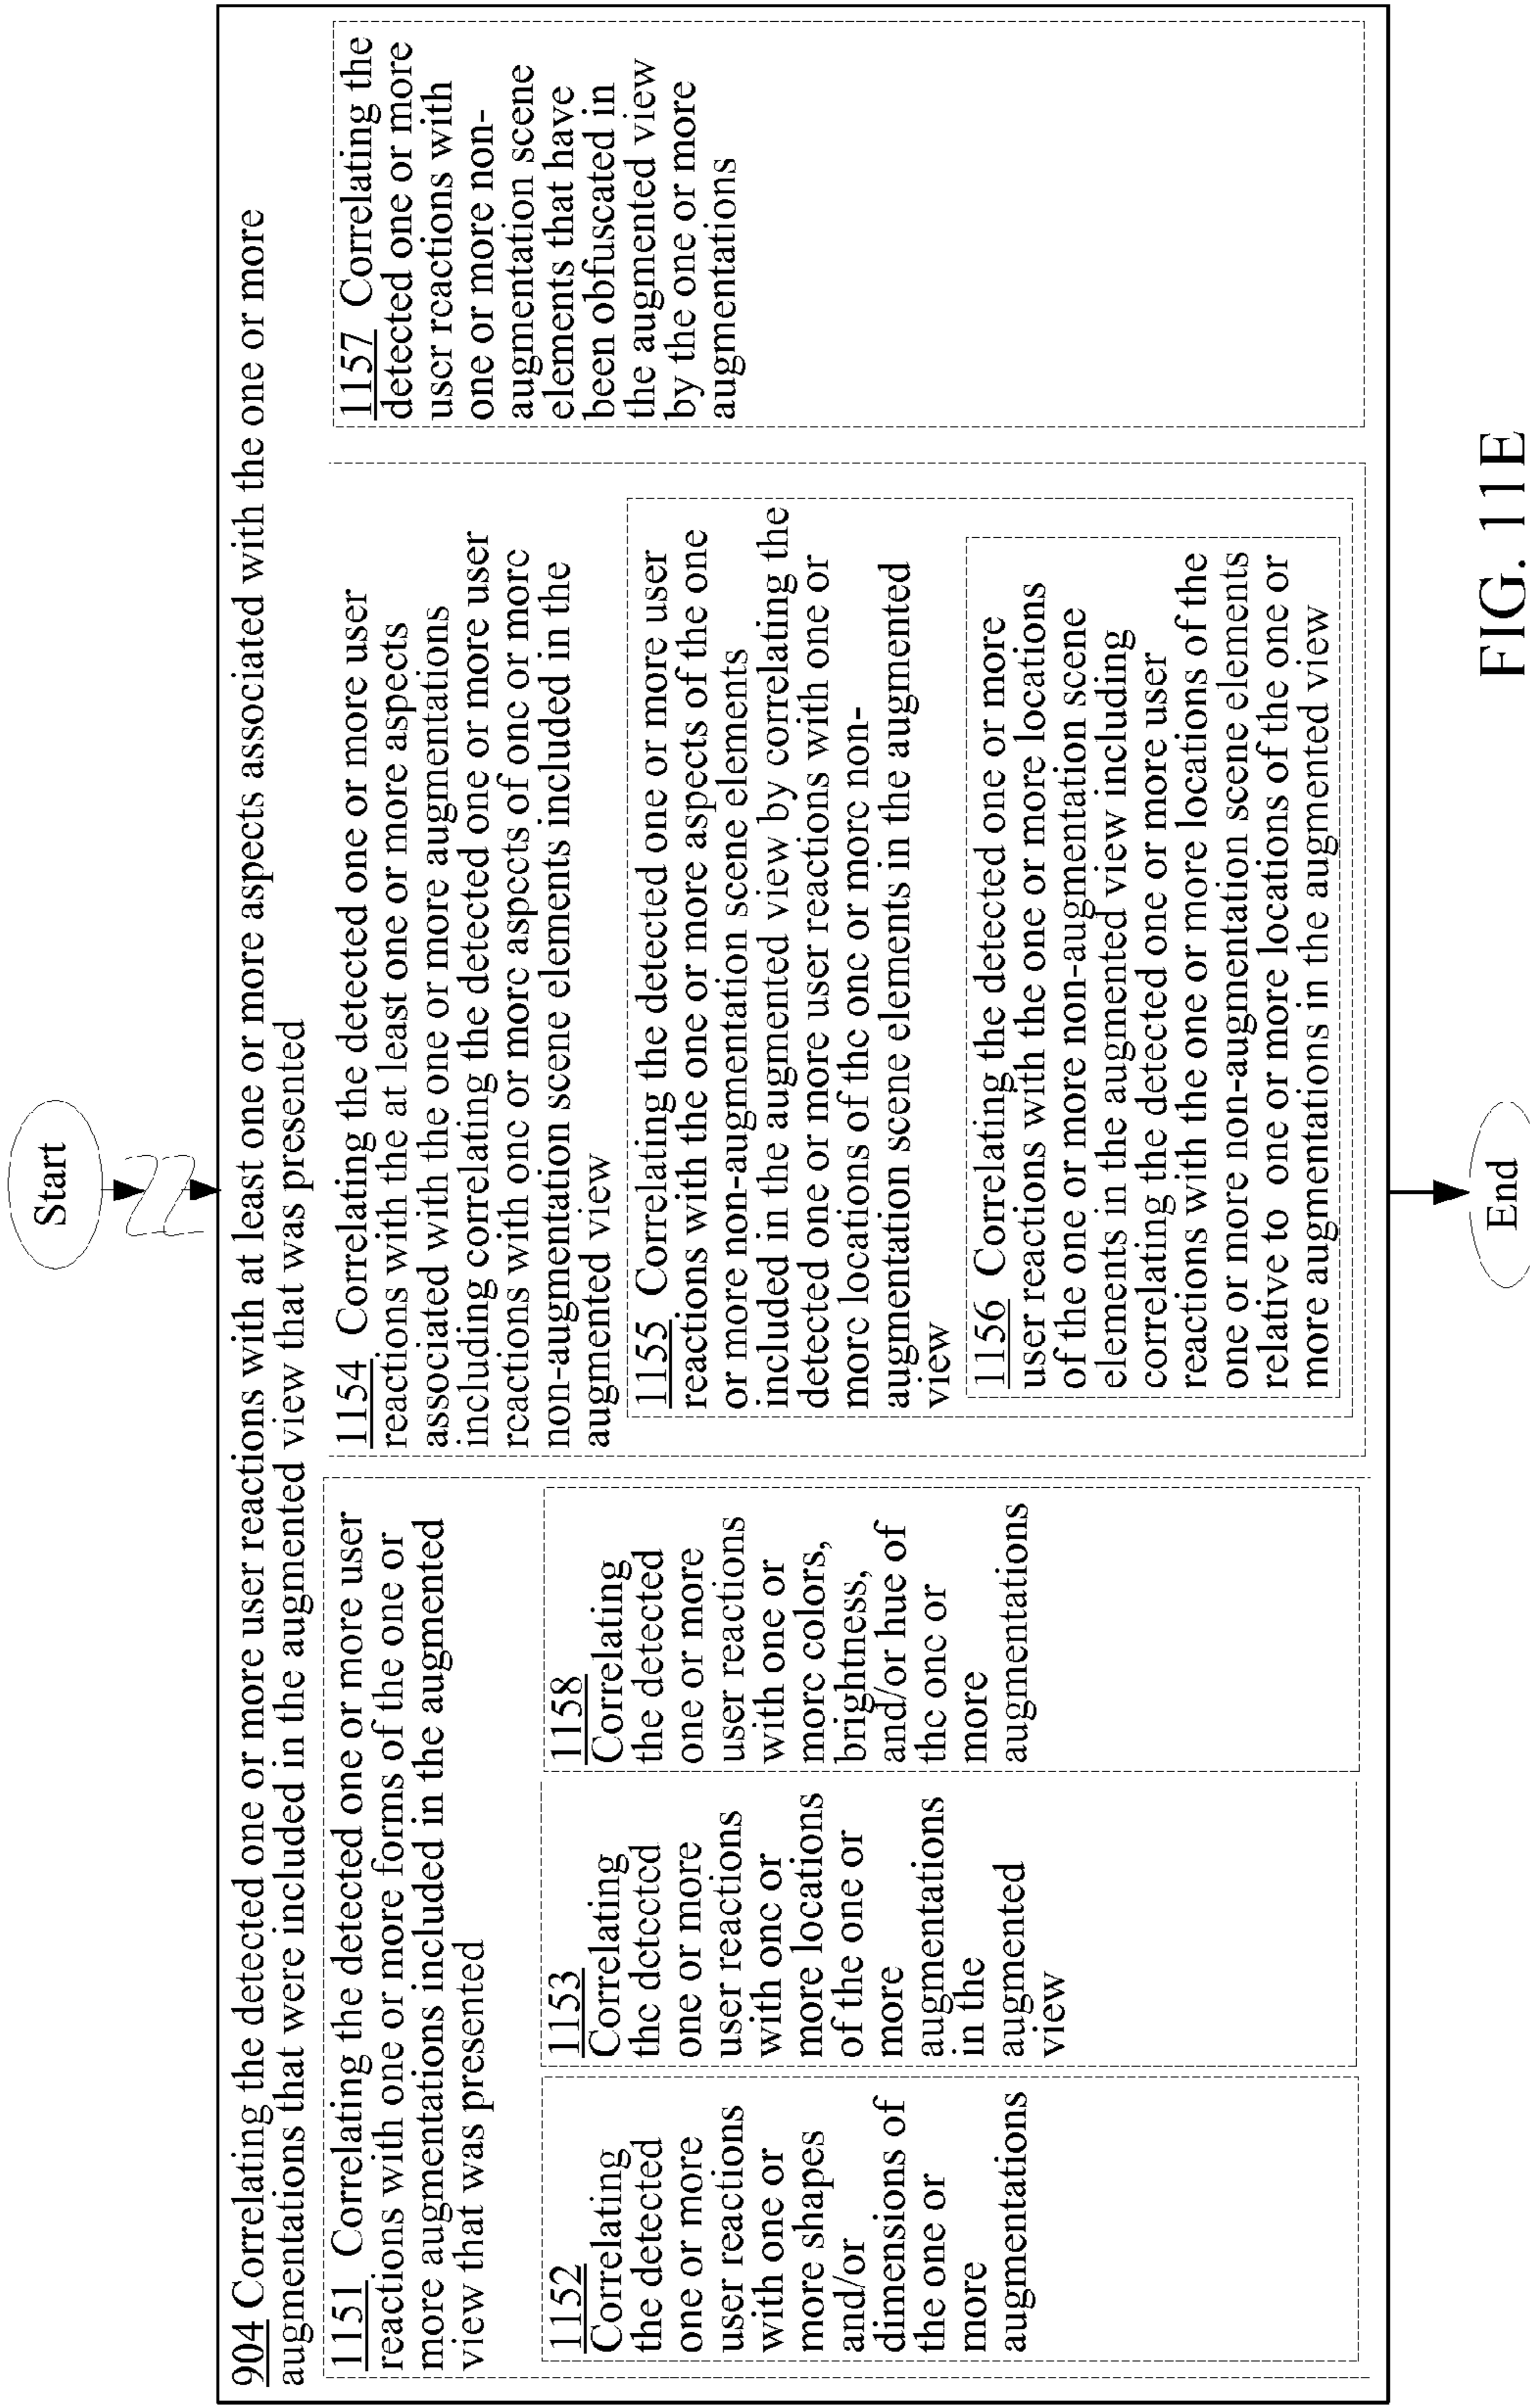 Start
904 Correlating the detected one or more user reactions with at least one or more aspects associated with the one or more
augmentations that were included in the augmented view that was presented
1151 Correlating the detected one or more user
reactions with one or more forms of the one or
more augmentations included in the augmented
view that was presented
1152
Correlating
the detected
one or more
user reactions
with one or
more shapes
and/or
dimensions of
the one or
more
augmentations
1153
Correlating
the detected
one or more
user reactions
with one or
more locations
of the one or
more
augmentations
in the
augmented
view
1158
Correlating
the detected
one or more
user reactions
with one or
more colors,
brightness,
and/or hue of
the one or
more
augmentations
1154 Correlating the detected one or more user
reactions with the at least one or more aspects
associated with the one or more augmentations
including correlating the detected one or more user
reactions with one or more aspects of one or more
non-augmentation scene elements included in the
augmented view
1155 Correlating the detected one or more user
reactions with the one or more aspects of the one
or more non-augmentation scene elements
included in the augmented view by correlating the
detected one or more user reactions with one or
more locations of the one or more non-
augmentation scene elements in the augmented
view
1156 Correlating the detected one or more
user reactions with the one or more locations
of the one or more non-augmentation scene
elements in the augmented view including
correlating the detected one or more user
reactions with the one or more locations of the
one or more non-augmentation scene elements
relative to one or more locations of the one or
more augmentations in the augmented view
1157 Correlating the
detected one or more
user reactions with
one or more non-
augmentation scene
elements that have
been obfuscated in
the augmented view
by the one or more
augmentations
End
FIG. 11E